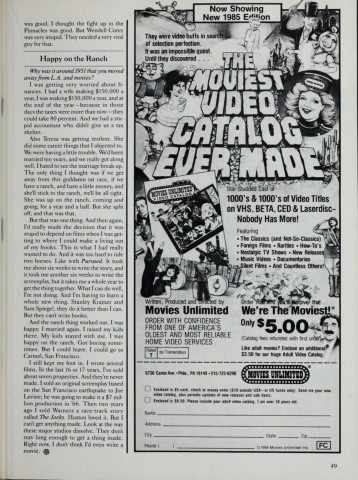 was good. I thought the fight up in the
Pinnacles was good. But Wendell Corey
was very insipid. They needed a very vital
guy for that.
Happy on the Ranch
Why was it around 1951 that you moved
away from L.A. and movies?
I was getting very worried about fi-
nances. I had a wife making $150,000 a
year, I was making $150,000 a year, and at
the end of the year—because in those
days the taxes were more than now—they
could take 80 percent. And we had a stu-
pid accountant who didn't give us a tax
shelter.
Also Teresa was getting restless. She
did some career things that I objected to.
We were having a little trouble. We'd been
married ten years, and we really got along
well. I hated to see the marriage break up.
The only thing I thought was if we get
away from this goddamn rat race, if we
have a ranch, and have a little money, and
she'll stick to the ranch, we'll be all right.
She was up on the ranch, coming and
going, for a year and a half. But she split
off, and that was that.
But that was one thing. And then again,
I'd really made the decision that it was
stupid to depend on films when I was get-
ting to where I could make a living out
of my books. This is what I had really
wanted to do. And it was too hard to ride
two horses. Like with Pursued. It took
me about six weeks to write the story, and
it took me another six weeks to write the
screenplay, but it takes me a whole year to
get the thing together. What I can do well,
I'm not doing. And I'm having to learn a
whole new thing. Stanley Kramer and
Sam Spiegel, they do it better than I can.
But they can't write books.
And the ranch thing worked out. I was
happy. I married again. I raised my kids
up there. I had my mother with me. I was
happy on the ranch. Got boring some-
times. But I could leave. I could go to
Carmel, San Francisco.
I still kept my foot in. I wrote several
films. In the last 16 or 17 years, I've sold
about seven properties. And they're never
made. I sold an original screenplay based
on the San Francisco earthquake to Joe
Levine; he was going to make it a $7 mil-
lion production in '66. Then two years
ago I sold Warners a race-track story
called The Jocks. Huston loved it. But I
can't get anything made. Look at the way
these major studios dissolve. They don't
stay long enough to get a thing made.
Right now, I don't think I'd even write a
movie.
Now Showing
New 1985 Edition
They were video buffs in search
of selection perfection.
It was an impossible quest.
Until they discovered . . .
THE
MOVIEST
VIDEO
CATALOG
EVER MADE
Star-Studded Cast of
1000's & 1000's of Video Titles
on VHS, BETA, CED & Laserdisc-
Nobody Has More!
Featuring
• The Classics (and Not-So-Classics)
• Foreign Films • Rarities • How-To's
• Nostalgic TV Shows • New Releases
• Music Videos • Documentaries
• Silent Films • And Countless Others!
MOVIES UNLIMITED
Written, Produced and Directed by
Movies Unlimited
ORDER WITH CONFIDENCE
FROM ONE OF AMERICA'S
OLDEST AND MOST RELIABLE
HOME VIDEO SERVICES
T for Tremendous
We're The Moviest!"
Only $5.00
(Catalog fees refunded with first order)
Like adult movies? Enclose an additional
$3.50 for our huge Adult Video Catalog.
6736 Castor Ave • Phila., PA 19149 • 215-722-8298
MOVIES UNLIMITED
Enclosed is $5 cash, check or money order ($10 outside USA—in US funds only). Send me your new
video catalog, plus periodic updates of new releases and sale items.
Enclosed is $8.50. Please include your adult video catalog. I am over 18 years old.
Name
Address
City State Zip
Phone ( )
© 1984 Movies Unlimited Inc.
FC
49